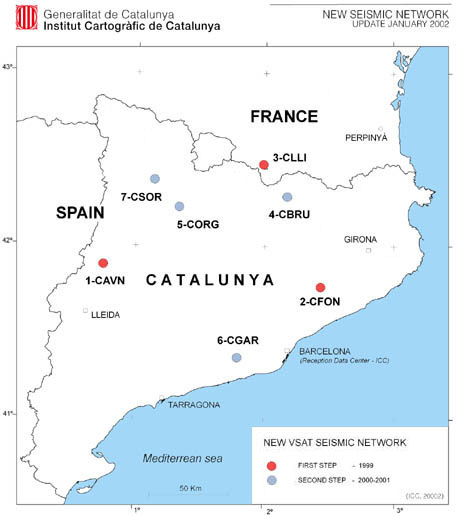 Generalitat de Catalunya
Institut Cartogràfic de Catalunya
NEW SEISMIC NETWORK
UPDATE JANUARY 2002
43°
FRANCE
PERPINYÀ
3-CLLI
7-CSOR
4-CBRU
SPAIN
5-CORG
42°
GIRONA
1-CAVN
CATALUNYA
2-CFON
LLEIDA
6-CGAR
BARCELONA
(Reception Data Center - ICC)
TARRAGONA
41°
NEW VSAT SEISMIC NETWORK
Mediterrean sea
FIRST STEP - 1999
SECOND STEP - 2000-2001
50 Km
(ICC, 20002)
1°
2°
3°